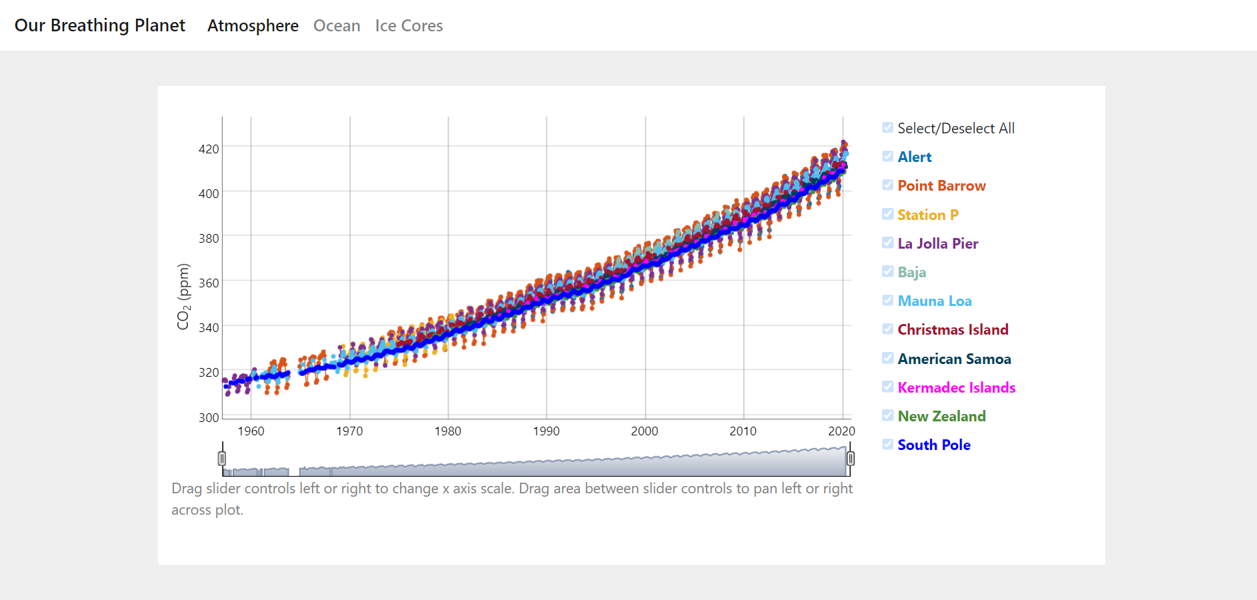 Our Breathing Planet Atmosphere Ocean Ice Cores
CO2 (ppm)
420
400
380
360
340
320
300
1960 1970 1980 1990 2000 2010 2020
Drag slider controls left or right to change x axis scale. Drag area between slider controls to pan left or right
across plot.
Select/Deselect All
Alert
Point Barrow
Station P
La Jolla Pier
Baja
Mauna Loa
Christmas Island
American Samoa
Kermadec Islands
New Zealand
South Pole